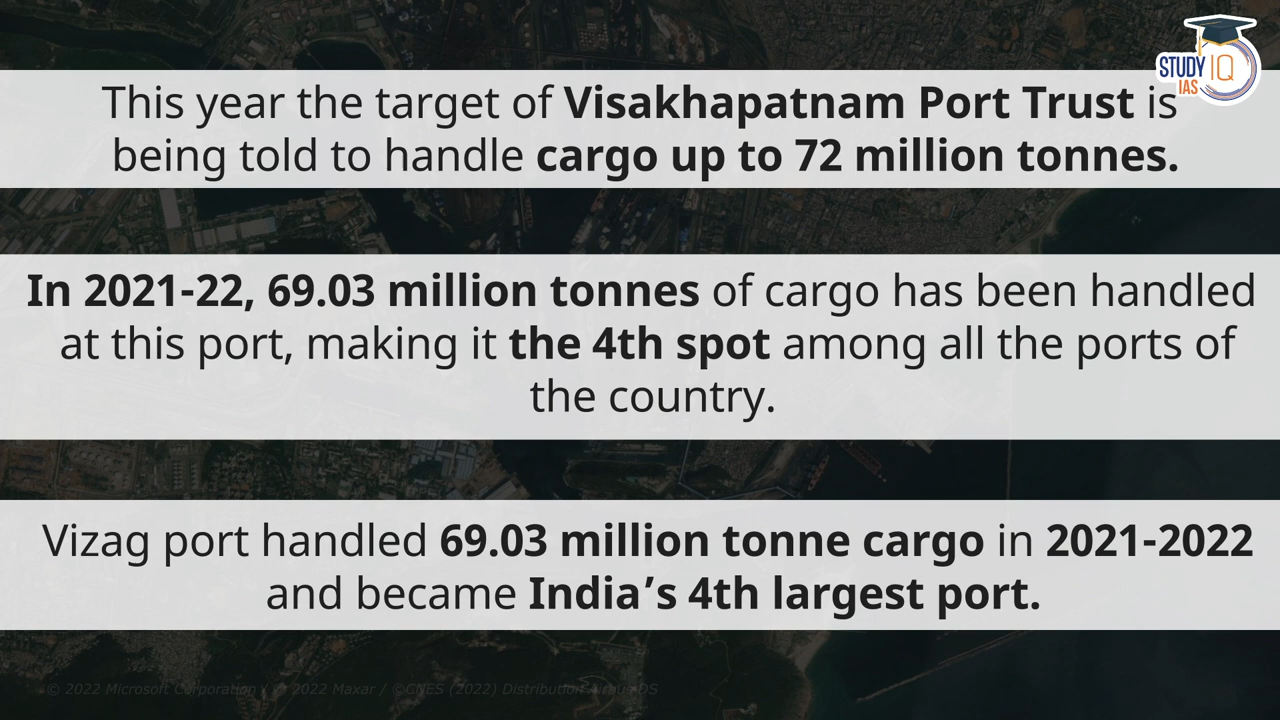 STUDY IQ
IAS
This year the target of Visakhapatnam Port Trust is
being told to handle cargo up to 72 million tonnes.
In 2021-22, 69.03 million tonnes of cargo has been handled
at this port, making it the 4th spot among all the ports of
the country.
Vizag port handled 69.03 million tonne cargo in 2021-2022
and became India’s 4th largest port.
© 2022 Microsoft Corporation / © 2022 Maxar / ©CNES (2022) Distribution Airbus DS